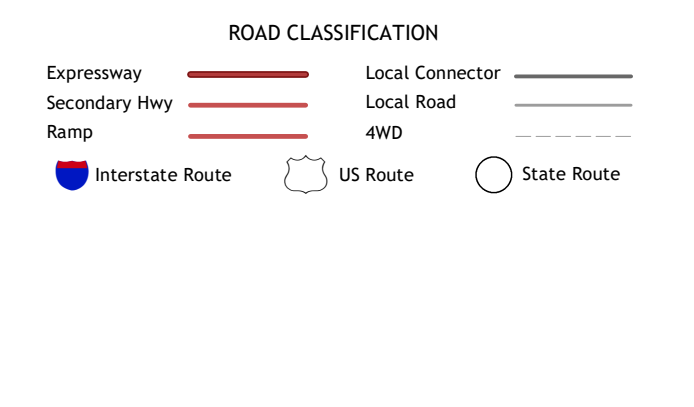 ROAD CLASSIFICATION
Expressway
Local Connector
Secondary Hwy
Local Road
Ramp
4WD
Interstate Route
US Route
State Route